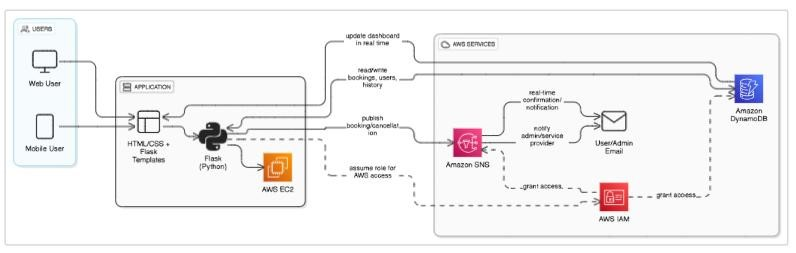 USERS
Web User
Mobile User
APPLICATION
HTML/CSS +
Flask
Templates
Flask
(Python)
AWS EC2
update dashboard
in real time
read/write
bookings, users,
history
publish
booking/cancellat
ion
assume role for
AWS access
AWS SERVICES
real-time
confirmation/
notification
notify
admin/service
provider
Amazon SNS
User/Admin
Email
grant access
AWS IAM
grant access
Amazon
DynamoDB